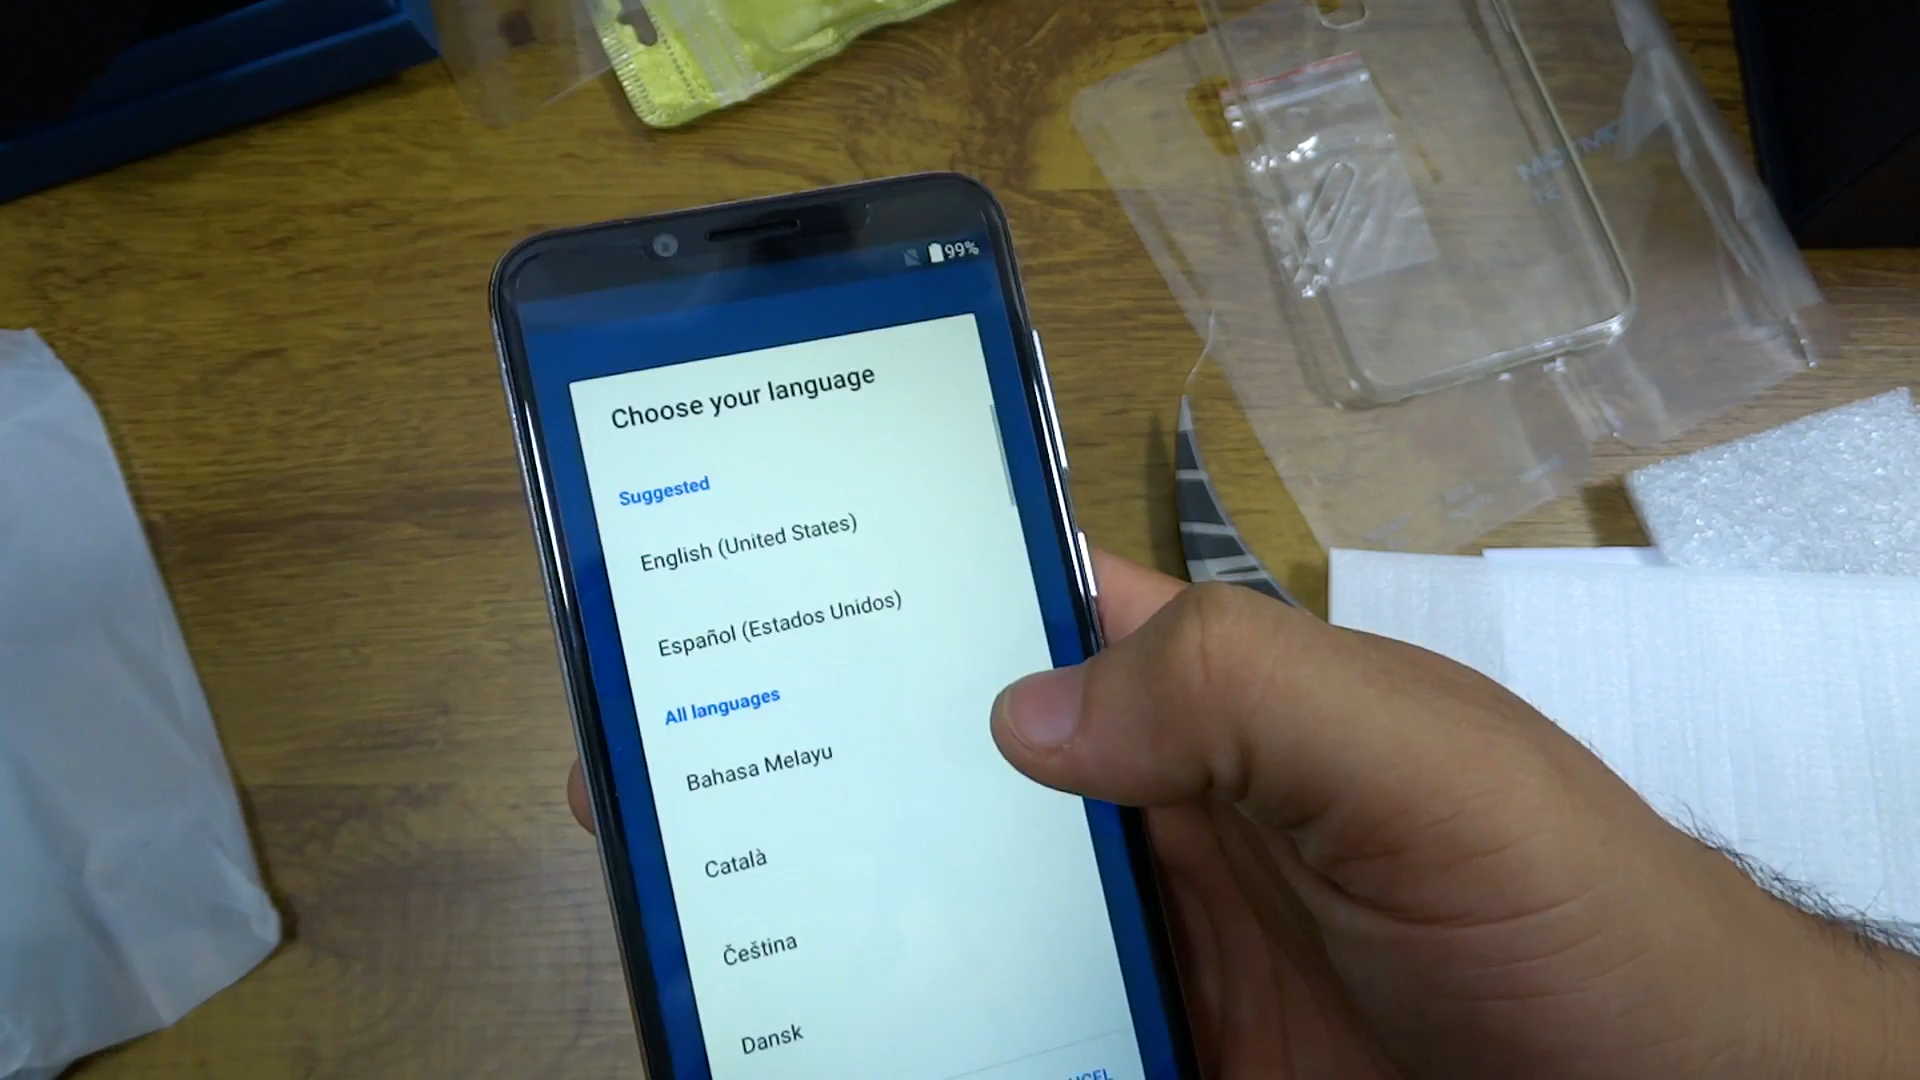 99%
Choose your language
Suggested
English (United States)
Español (Estados Unidos)
All languages
Bahasa Melayu
Català
Čeština
Dansk